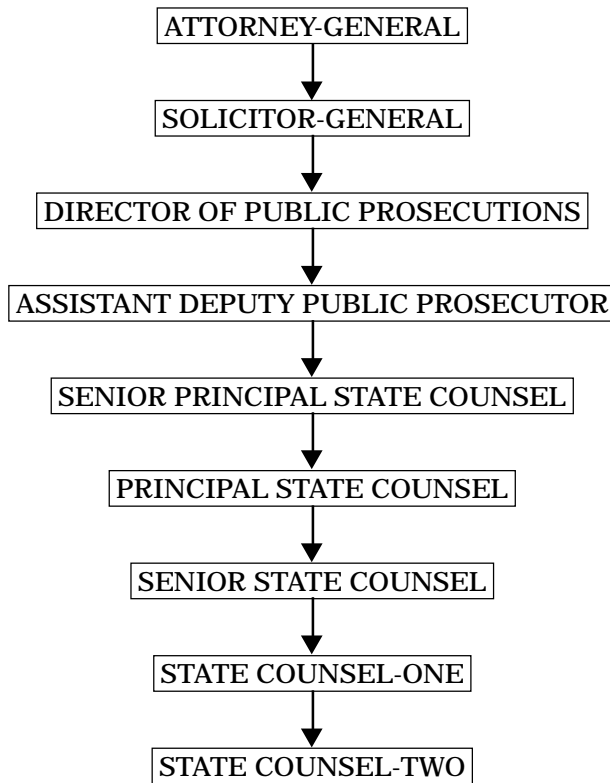 ATTORNEY-GENERAL
SOLICITOR-GENERAL
DIRECTOR OF PUBLIC PROSECUTIONS
ASSISTANT DEPUTY PUBLIC PROSECUTOR
SENIOR PRINCIPAL STATE COUNSEL
PRINCIPAL STATE COUNSEL
SENIOR STATE COUNSEL
STATE COUNSEL-ONE
STATE COUNSEL-TWO